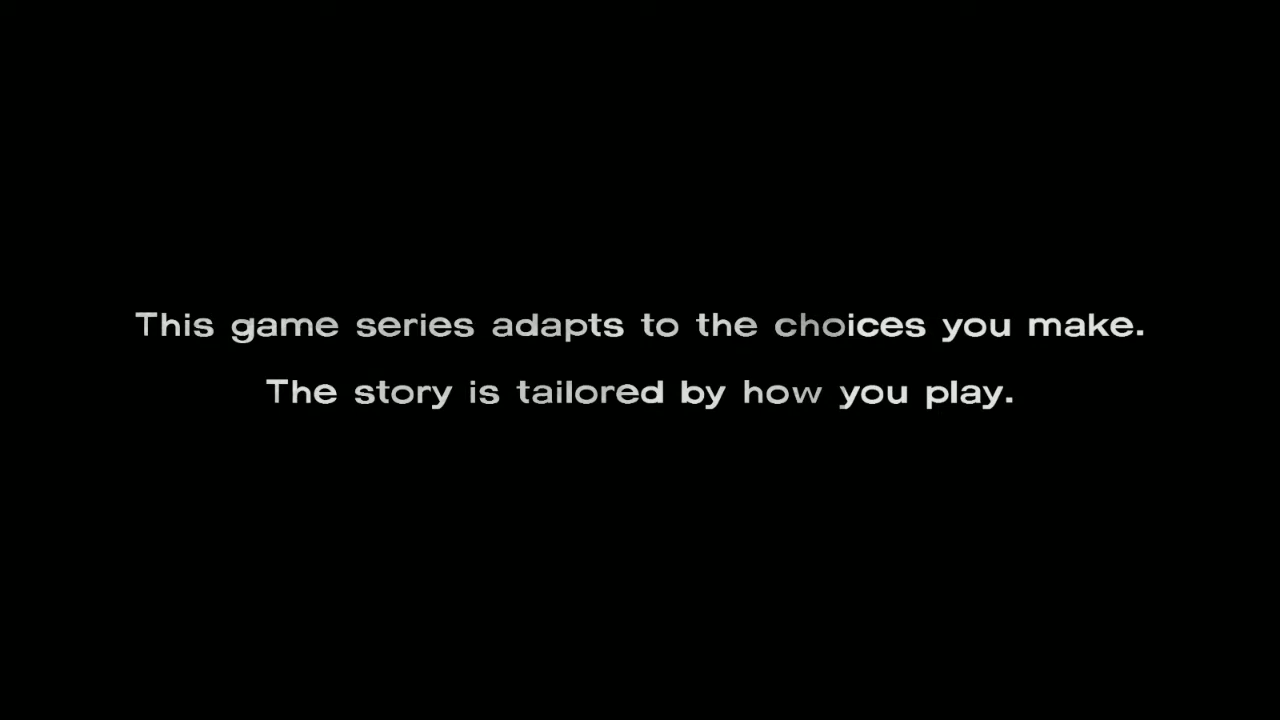 This game series adapts to the choices you make.
The story is tailored by how you play.